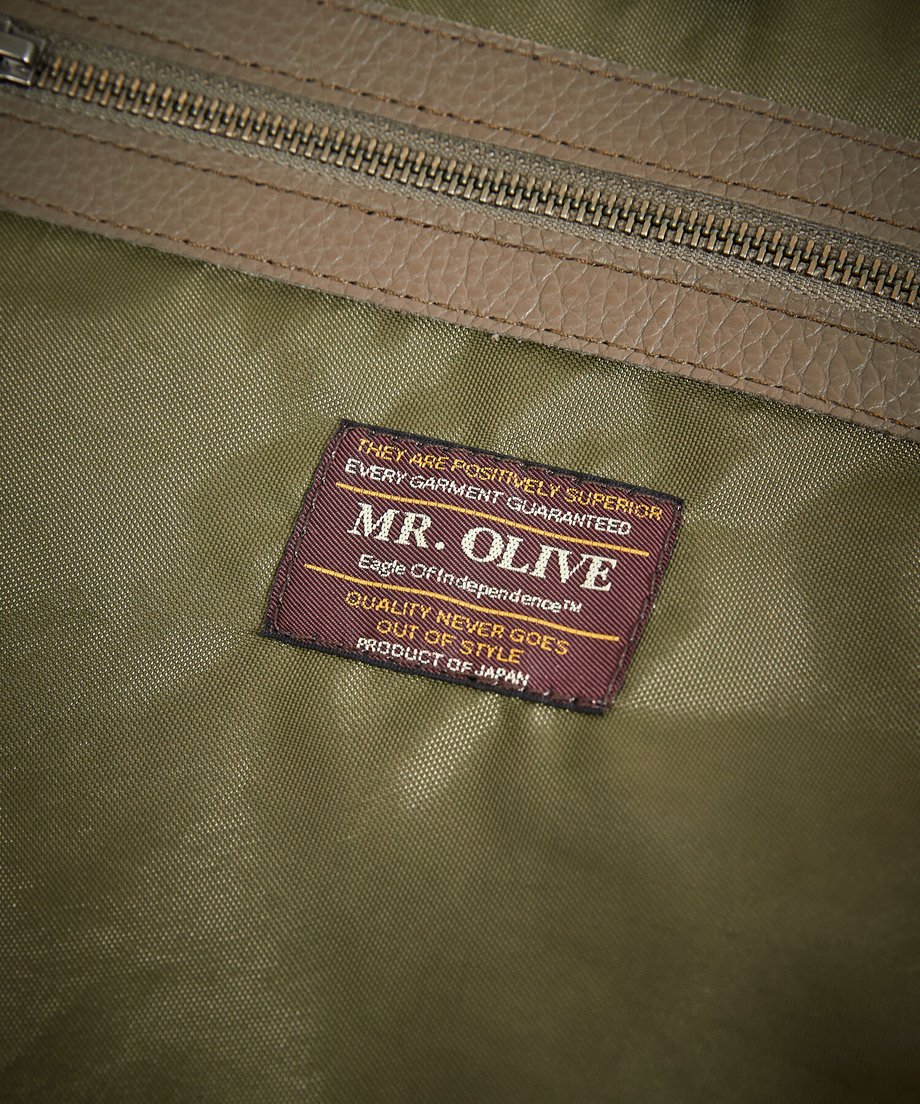 THEY ARE POSITIVELY SUPERIOR
EVERY GARMENT GUARANTEED
MR. OLIVE
Eagle Of Independence™
QUALITY NEVER GOES
OUT OF STYLE
PRODUCT OF JAPAN